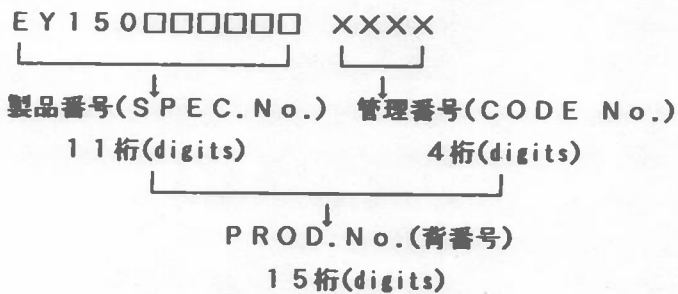 EY150□□□□□□ ××××
製品番号(SPEC.No.) 管理番号(CODE No.)
11桁(digits) 4桁(digits)
PROD.No.(背番号)
15桁(digits)